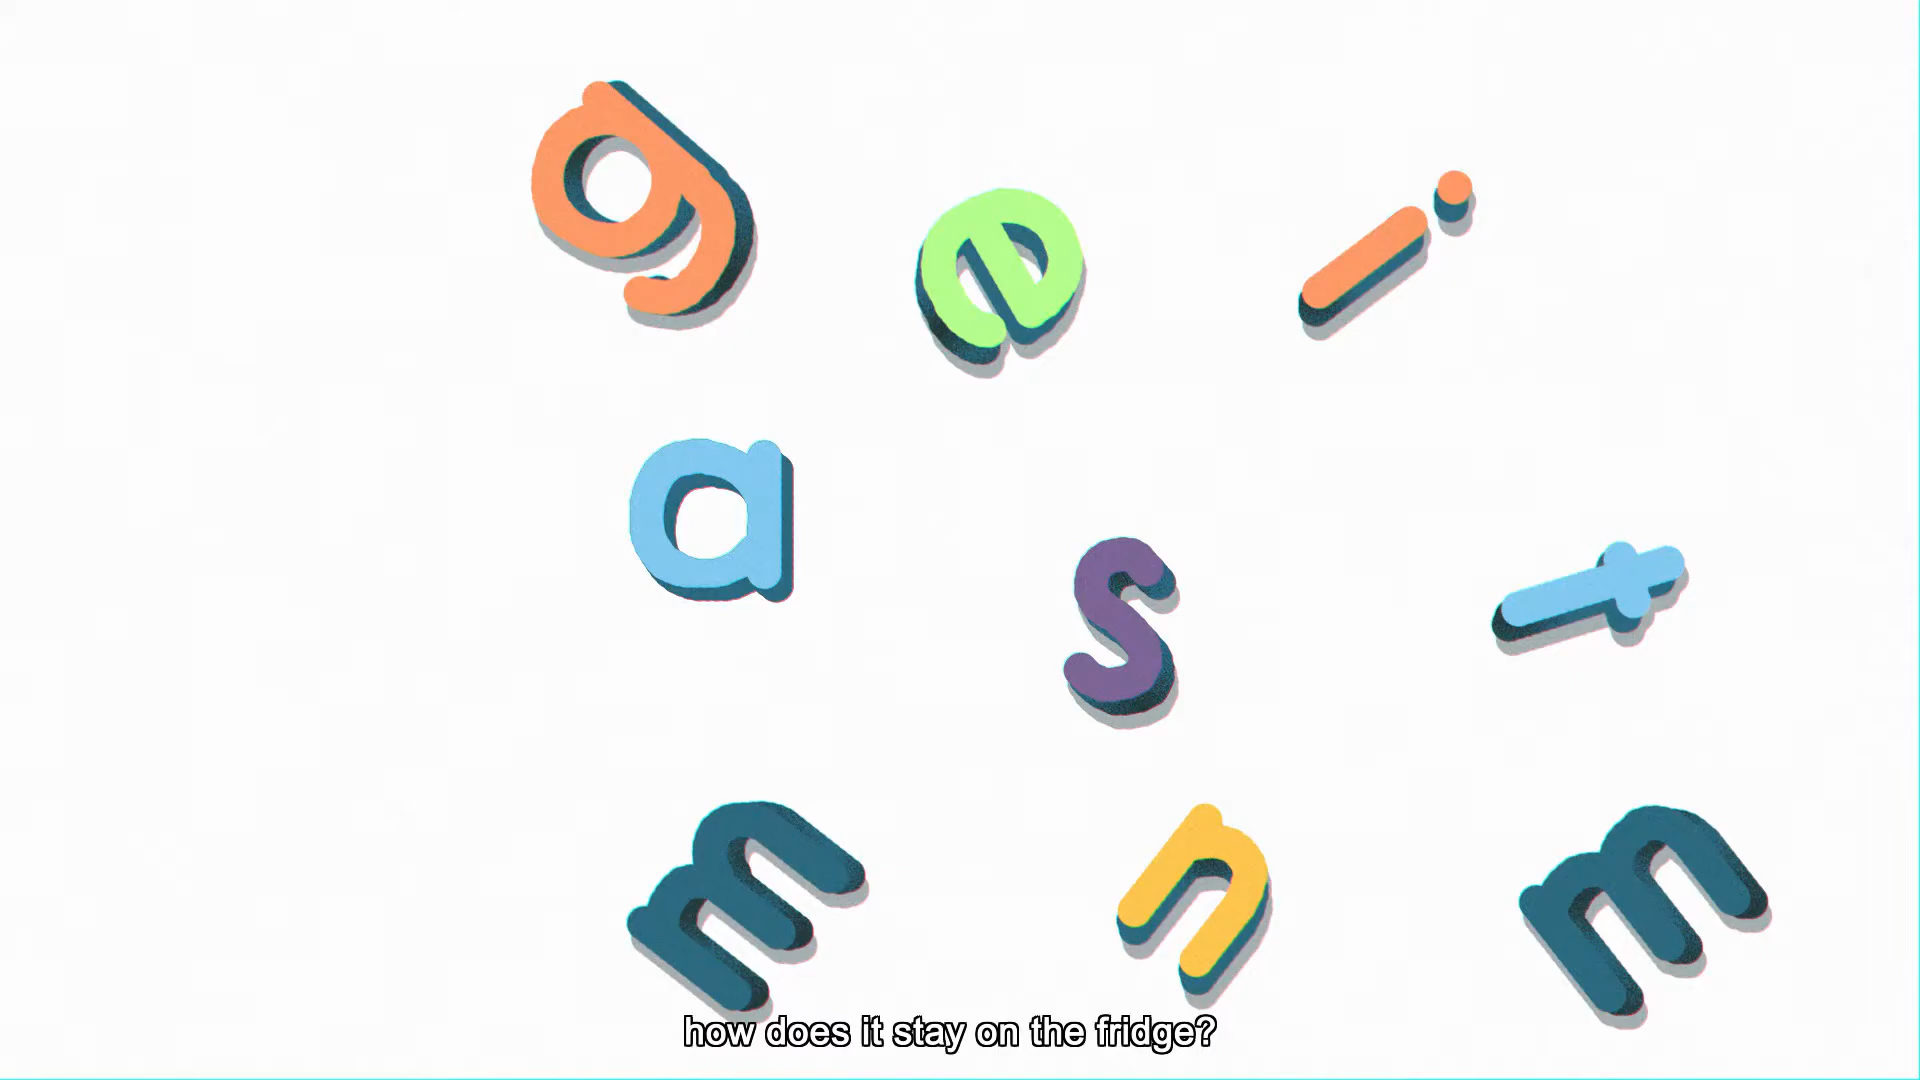 g e i
a s t
m n m
how does it stay on the fridge?